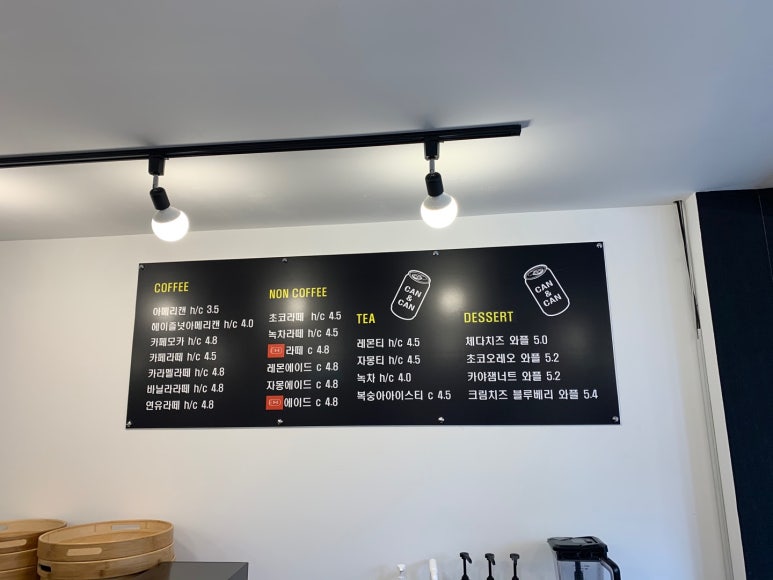 COFFEE
아메리캔 h/c 3.5
헤이즐넛아메리캔 h/c 4.0
카페모카 h/c 4.8
카페라떼 h/c 4.5
카라멜라떼 h/c 4.8
바닐라라떼 h/c 4.8
연유라떼 h/c 4.8
NON COFFEE
초코라떼 h/c 4.5
녹차라떼 h/c 4.5
라떼 c 4.8
레몬에이드 c 4.8
자몽에이드 c 4.8
에이드 c 4.8
TEA
레몬티 h/c 4.5
자몽티 h/c 4.5
녹차 h/c 4.0
복숭아아이스티 c 4.5
CAN
&
CAN
DESSERT
체다치즈 와플 5.0
초코오레오 와플 5.2
카야잼너트 와플 5.2
크림치즈 블루베리 와플 5.4
CAN
&
CAN